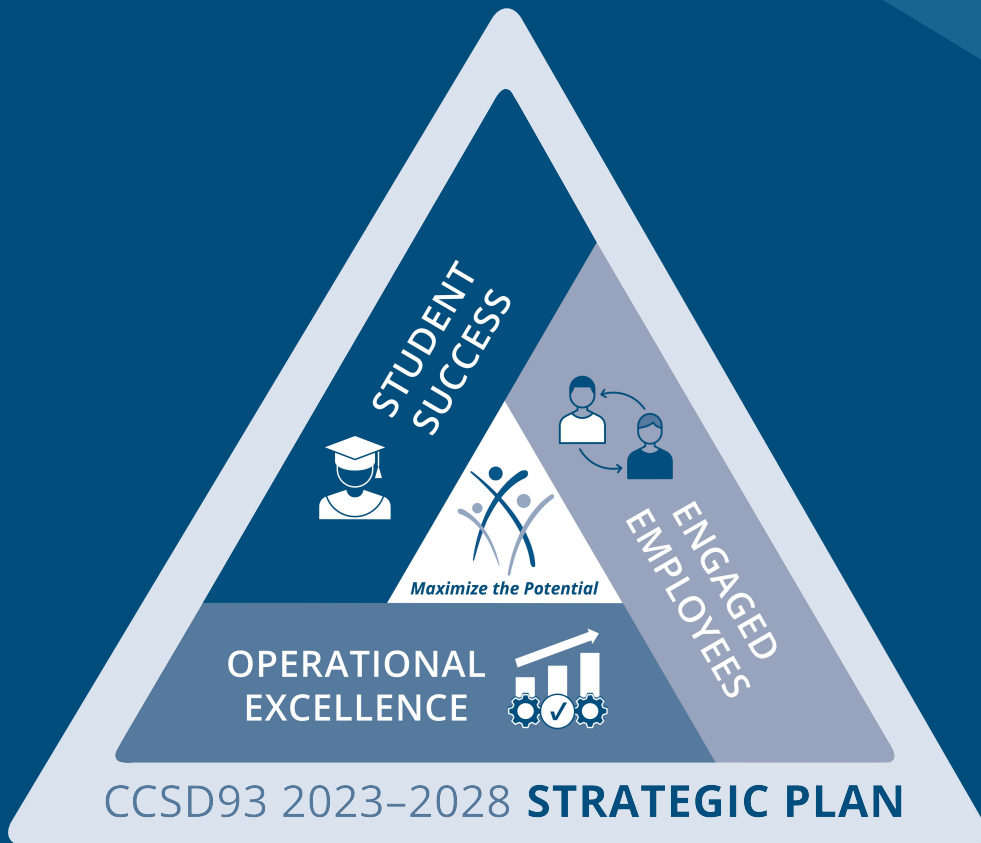 STUDENT
SUCCESS
ENGAGED
EMPLOYEES
Maximize the Potential
OPERATIONAL
EXCELLENCE
CCSD93 2023–2028 STRATEGIC PLAN